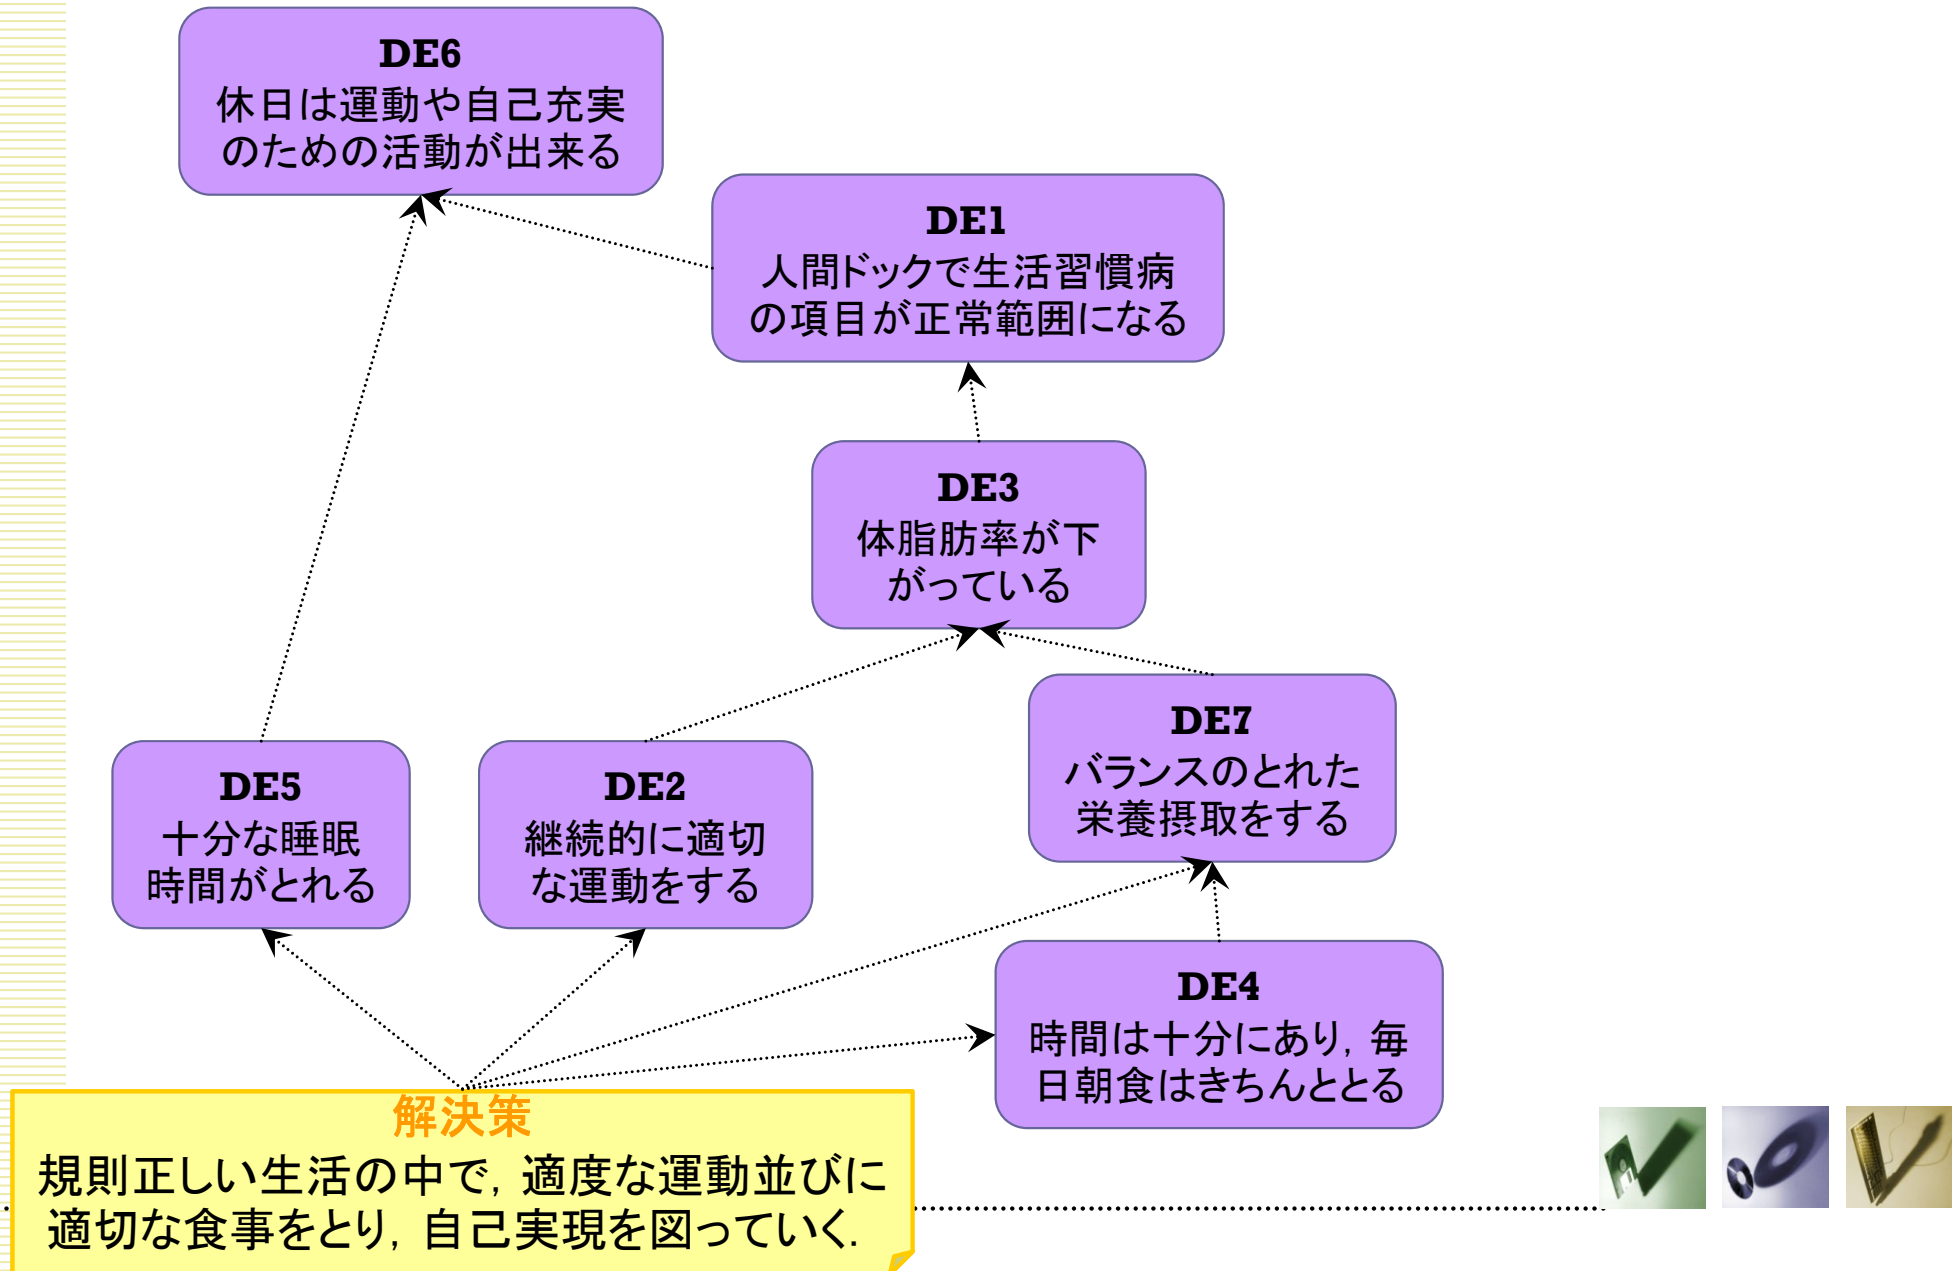 DE6
休日は運動や自己充実
のための活動が出来る
DE1
人間ドックで生活習慣病
の項目が正常範囲になる
DE3
体脂肪率が下
がっている
DE7
バランスのとれた
栄養摂取をする
DE5
十分な睡眠
時間がとれる
DE2
継続的に適切
な運動をする
DE4
時間は十分にあり，毎
日朝食はきちんととる
解決策
規則正しい生活の中で，適度な運動並びに
適切な食事をとり，自己実現を図っていく．